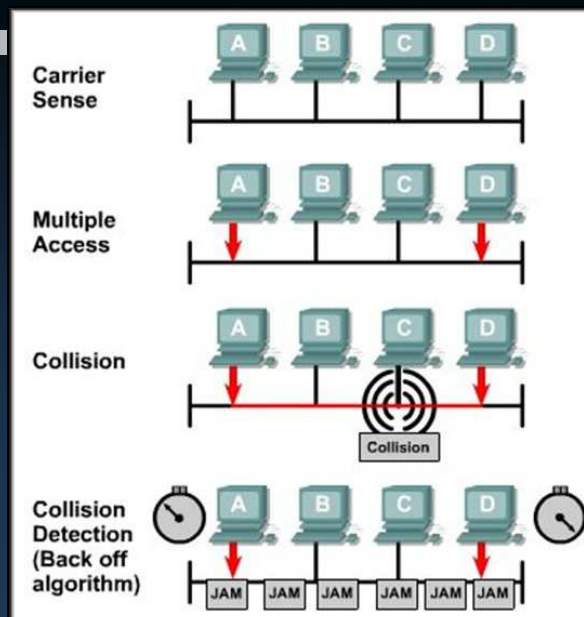 A B C D
Carrier
Sense
A B C D
Multiple
Access
A B C D
Collision
Collision
A B C D
Collision
Detection
(Back off
algorithm)
JAM JAM JAM JAM JAM JAM